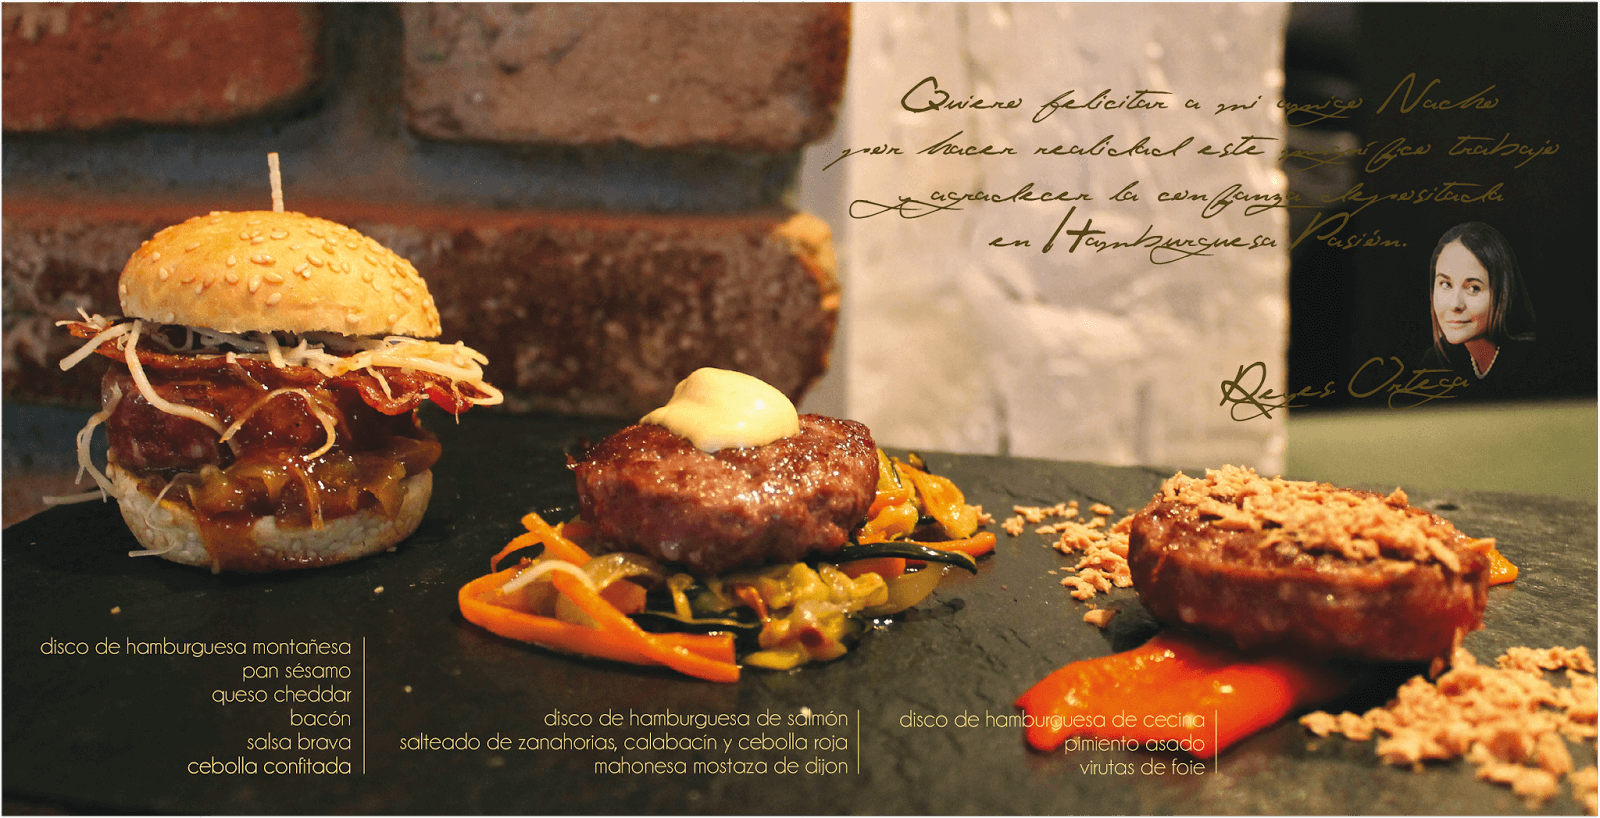 Quiero felicitar a mi amigo Nacho
por hacer realidad este magnífico trabajo
y agradecer la confianza depositada
en Hamburguesa Pasión.
Reyes Ortega
disco de hamburguesa montañesa
pan sésamo
queso cheddar
bacón
salsa brava
cebolla confitada
disco de hamburguesa de salmón
salteado de zanahorias, calabacín y cebolla roja
mahonesa mostaza de dijon
disco de hamburguesa de cecina
pimiento asado
virutas de foie